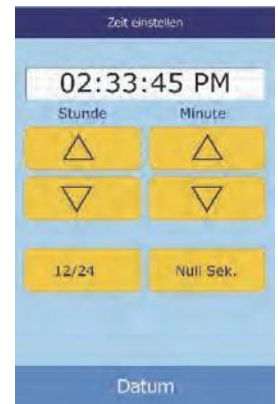 Zeit einstellen
02:33:45 PM
Stunde Minute
12/24 Null Sek.
Datum